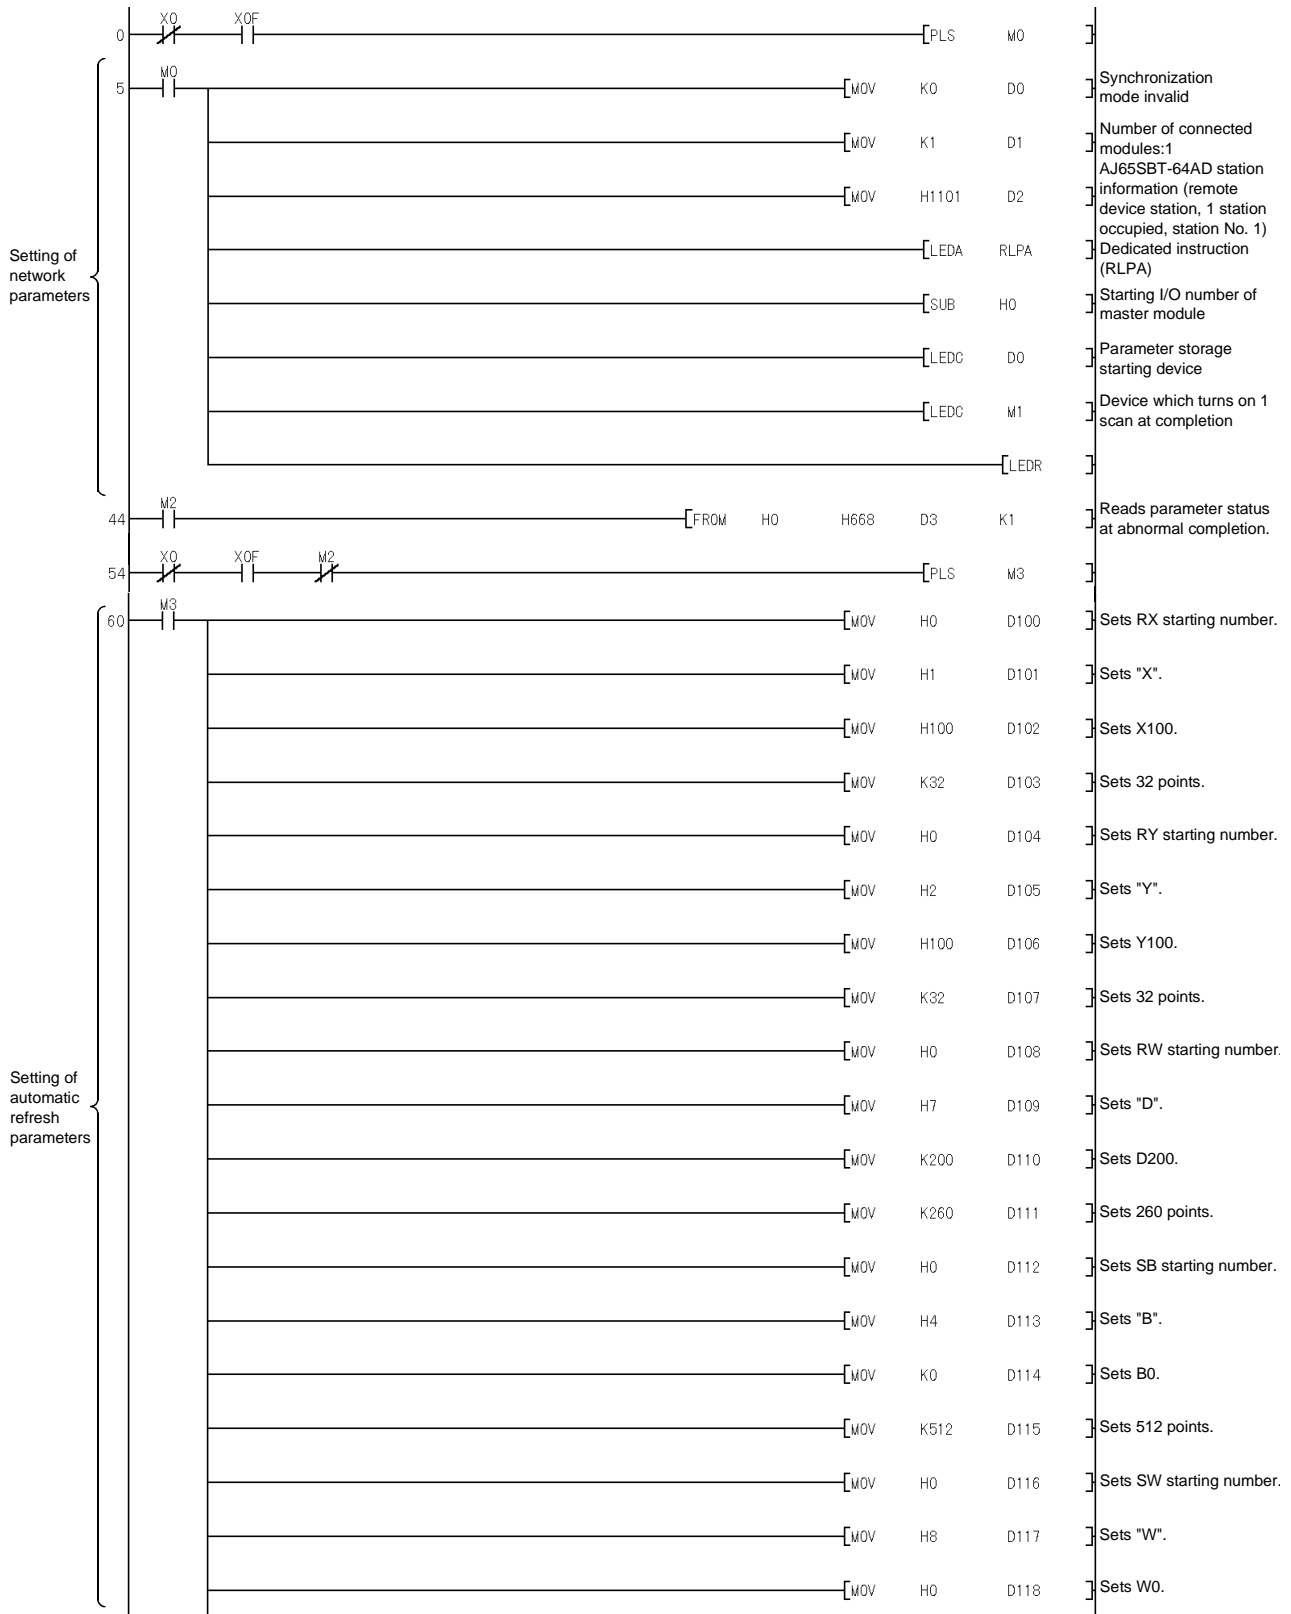 X0 X0F
0 PLS M0
M0
5 MOV K0 D0 Synchronization
mode invalid
MOV K1 D1 Number of connected
modules:1
MOV H1101 D2 AJ65SBT-64AD station
information (remote
device station, 1 station
occupied, station No. 1)
LEDA RLPA Dedicated instruction
(RLPA)
SUB H0 Starting I/O number of
master module
LEDC D0 Parameter storage
starting device
LEDC M1 Device which turns on 1
scan at completion
LEDR
Setting of
network
parameters
M2
44 FROM H0 H668 D3 K1 Reads parameter status
at abnormal completion.
X0 X0F M2
54 PLS M3
M3
60 MOV H0 D100 Sets RX starting number.
MOV H1 D101 Sets "X".
MOV H100 D102 Sets X100.
MOV K32 D103 Sets 32 points.
MOV H0 D104 Sets RY starting number.
MOV H2 D105 Sets "Y".
MOV H100 D106 Sets Y100.
MOV K32 D107 Sets 32 points.
MOV H0 D108 Sets RW starting number.
MOV H7 D109 Sets "D".
MOV K200 D110 Sets D200.
MOV K260 D111 Sets 260 points.
MOV H0 D112 Sets SB starting number.
MOV H4 D113 Sets "B".
MOV K0 D114 Sets B0.
MOV K512 D115 Sets 512 points.
MOV H0 D116 Sets SW starting number.
MOV H8 D117 Sets "W".
MOV H0 D118 Sets W0.
Setting of
automatic
refresh
parameters